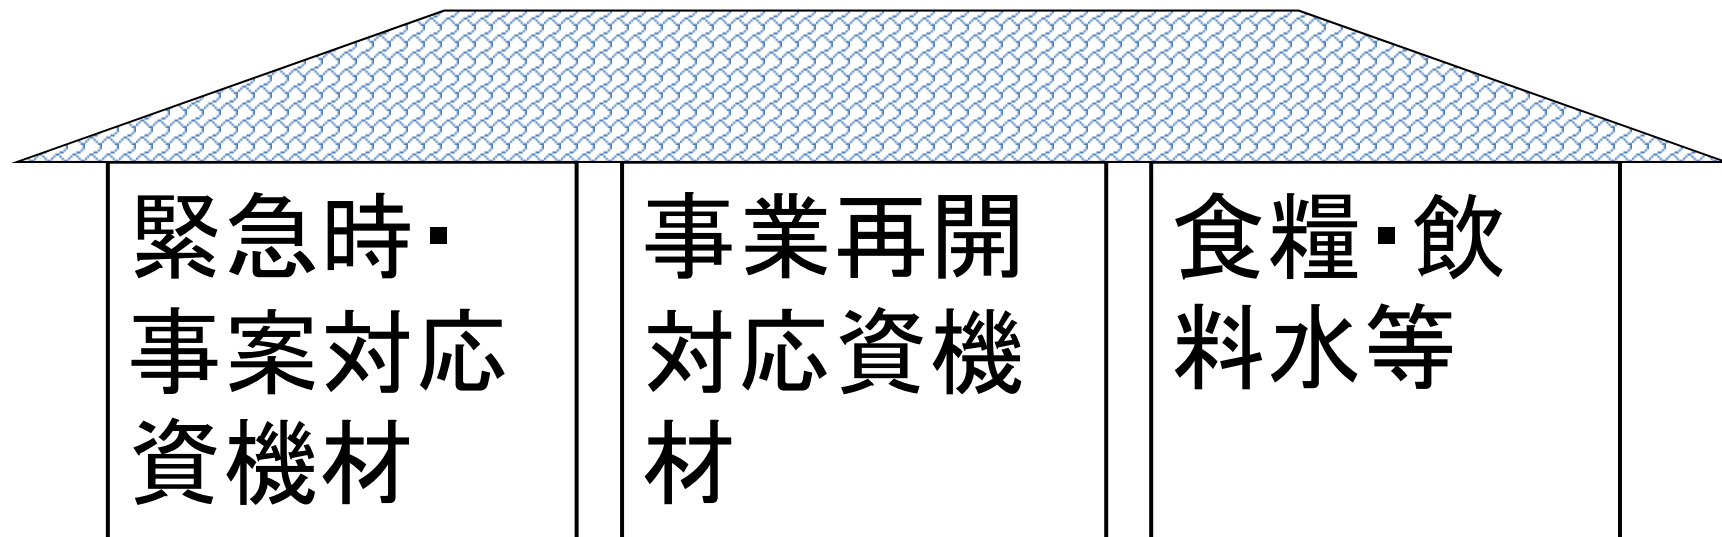 緊急時・
事案対応
資機材
事業再開
対応資機
材
食糧・飲
料水等